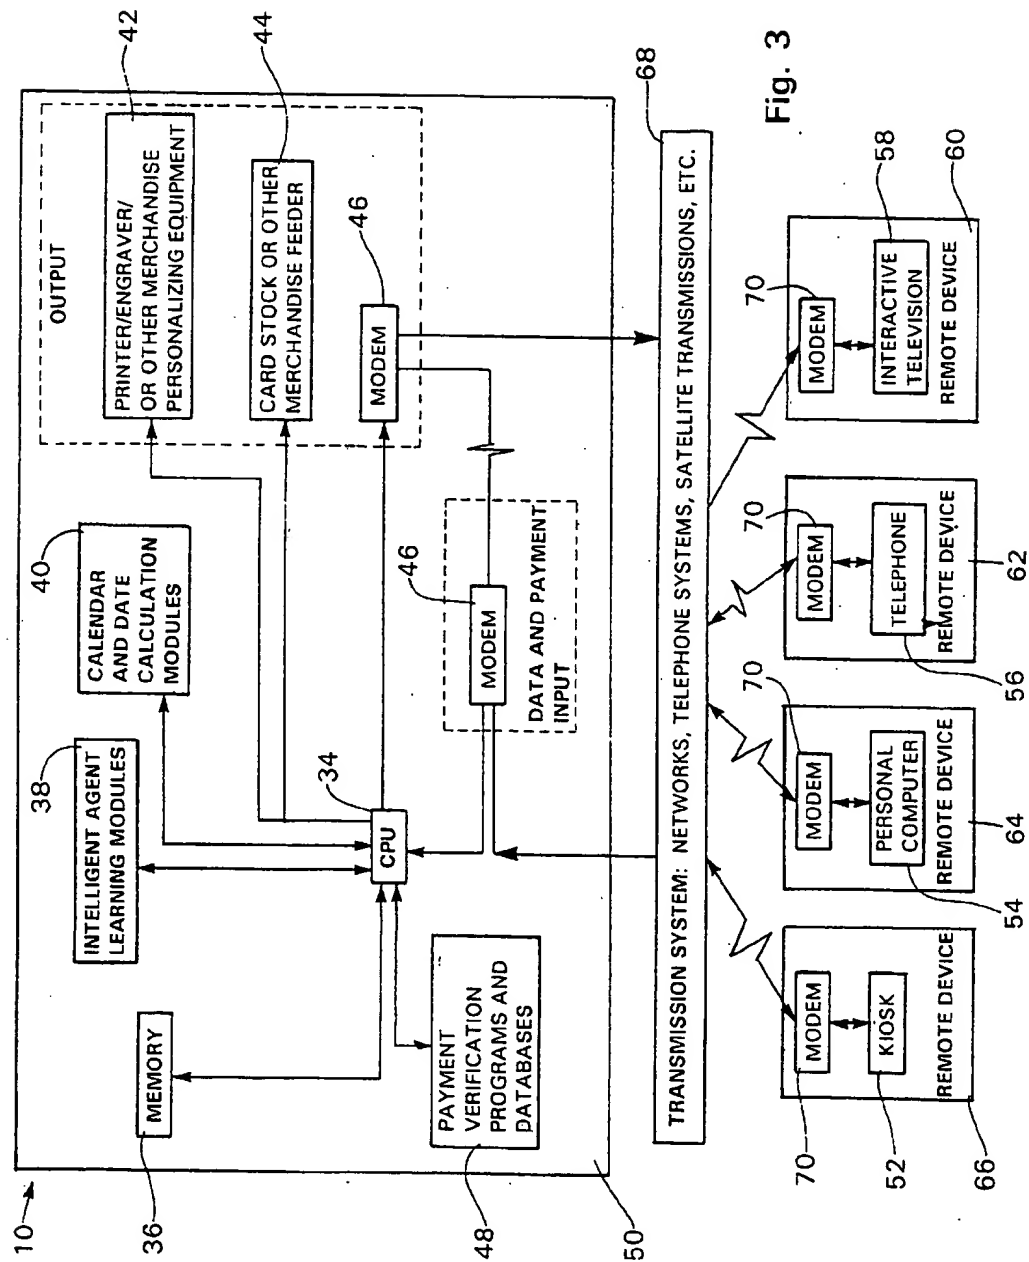 10
36
MEMORY
38
INTELLIGENT AGENT
LEARNING MODULES
40
CALENDAR
AND DATE
CALCULATION
MODULES
OUTPUT
42
PRINTER/ENGRAVER/
OR OTHER MERCHANDISE
PERSONALIZING EQUIPMENT
44
CARD STOCK OR OTHER
MERCHANDISE FEEDER
46
MODEM
34
CPU
46
MODEM
DATA AND PAYMENT
INPUT
48
PAYMENT
VERIFICATION
PROGRAMS AND
DATABASES
50
68
TRANSMISSION SYSTEM: NETWORKS, TELEPHONE SYSTEMS, SATELLITE TRANSMISSIONS, ETC.
70
MODEM
52
KIOSK
REMOTE DEVICE
66
70
MODEM
54
PERSONAL
COMPUTER
REMOTE DEVICE
64
70
MODEM
56
TELEPHONE
REMOTE DEVICE
62
70
MODEM
58
INTERACTIVE
TELEVISION
REMOTE DEVICE
60
Fig. 3